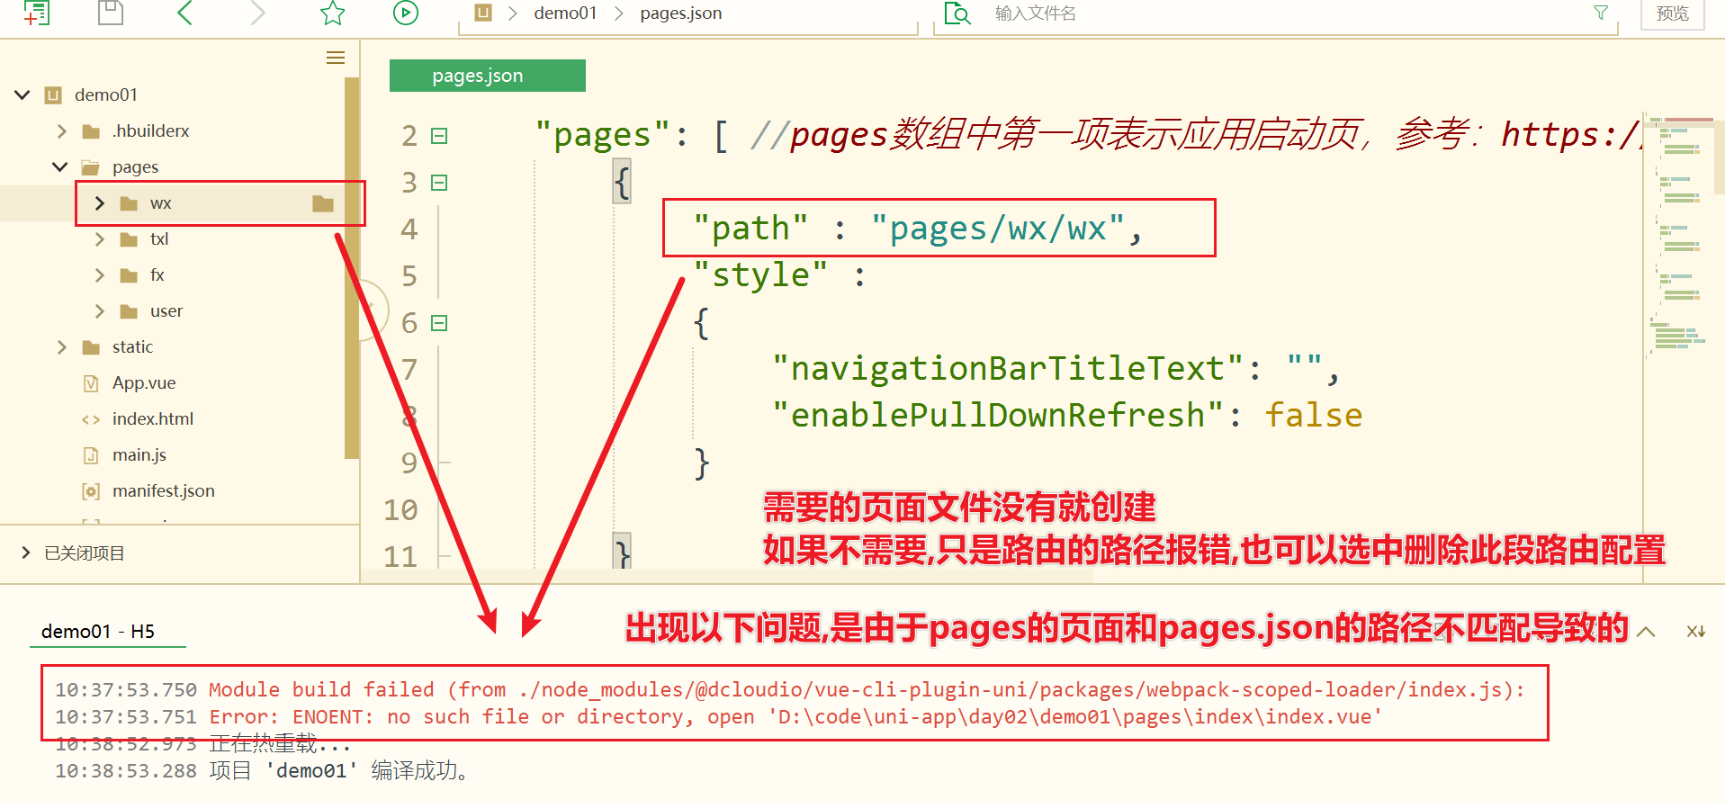 demo01 > pages.json
输入文件名
预览
demo01
.hbuilderx
pages
wx
txl
fx
user
static
App.vue
index.html
main.js
manifest.json
已关闭项目
pages.json
2 "pages": [ //pages数组中第一项表示应用启动页，参考：https:/
3 {
4 "path" : "pages/wx/wx",
5 "style" :
6 {
7 "navigationBarTitleText": "",
8 "enablePullDownRefresh": false
9 }
10
11 }
需要的页面文件没有就创建
如果不需要,只是路由的路径报错,也可以选中删除此段路由配置
出现以下问题,是由于pages的页面和pages.json的路径不匹配导致的
demo01 - H5
10:37:53.750 Module build failed (from ./node_modules/@dcloudio/vue-cli-plugin-uni/packages/webpack-scoped-loader/index.js):
10:37:53.751 Error: ENOENT: no such file or directory, open 'D:\code\uni-app\day02\demo01\pages\index\index.vue'
10:38:52.973 正在热重载...
10:38:53.288 项目 'demo01' 编译成功。